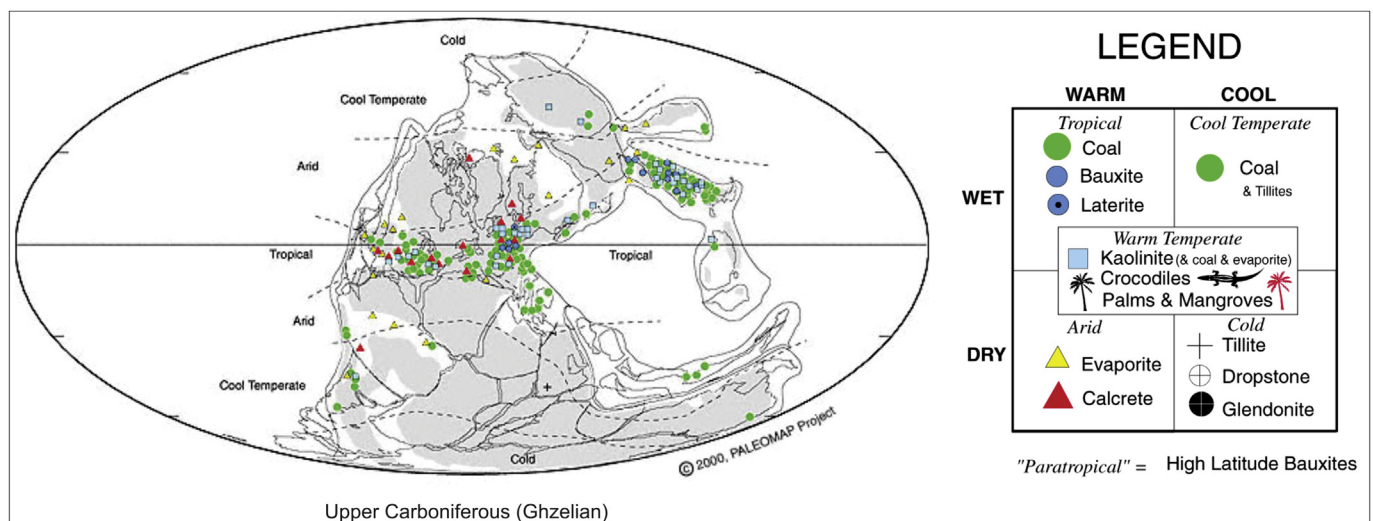 Cold
Cool Temperate
Arid
Tropical
Tropical
Arid
Cool Temperate
Cold
© 2000, PALEOMAP Project
Upper Carboniferous (Ghzelian)
LEGEND
WARM
COOL
WET
DRY
Tropical
Coal
Bauxite
Laterite
Cool Temperate
Coal
& Tillites
Warm Temperate
Kaolinite (& coal & evaporite)
Crocodiles
Palms & Mangroves
Arid
Evaporite
Calcrete
Cold
Tillite
Dropstone
Glendonite
"Paratropical" = High Latitude Bauxites